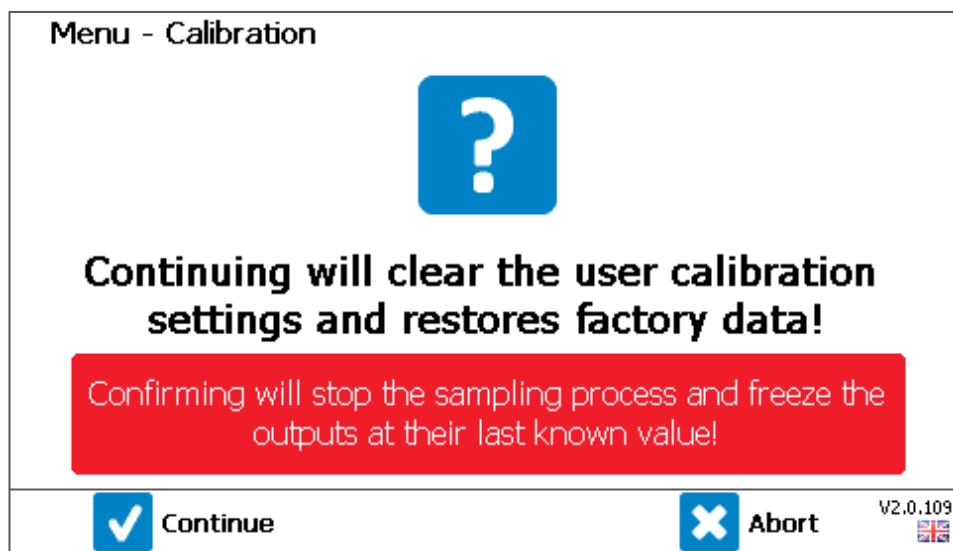 Menu - Calibration
?
Continuing will clear the user calibration
settings and restores factory data!
Confirming will stop the sampling process and freeze the
outputs at their last known value!
Continue
Abort
V2.0.109